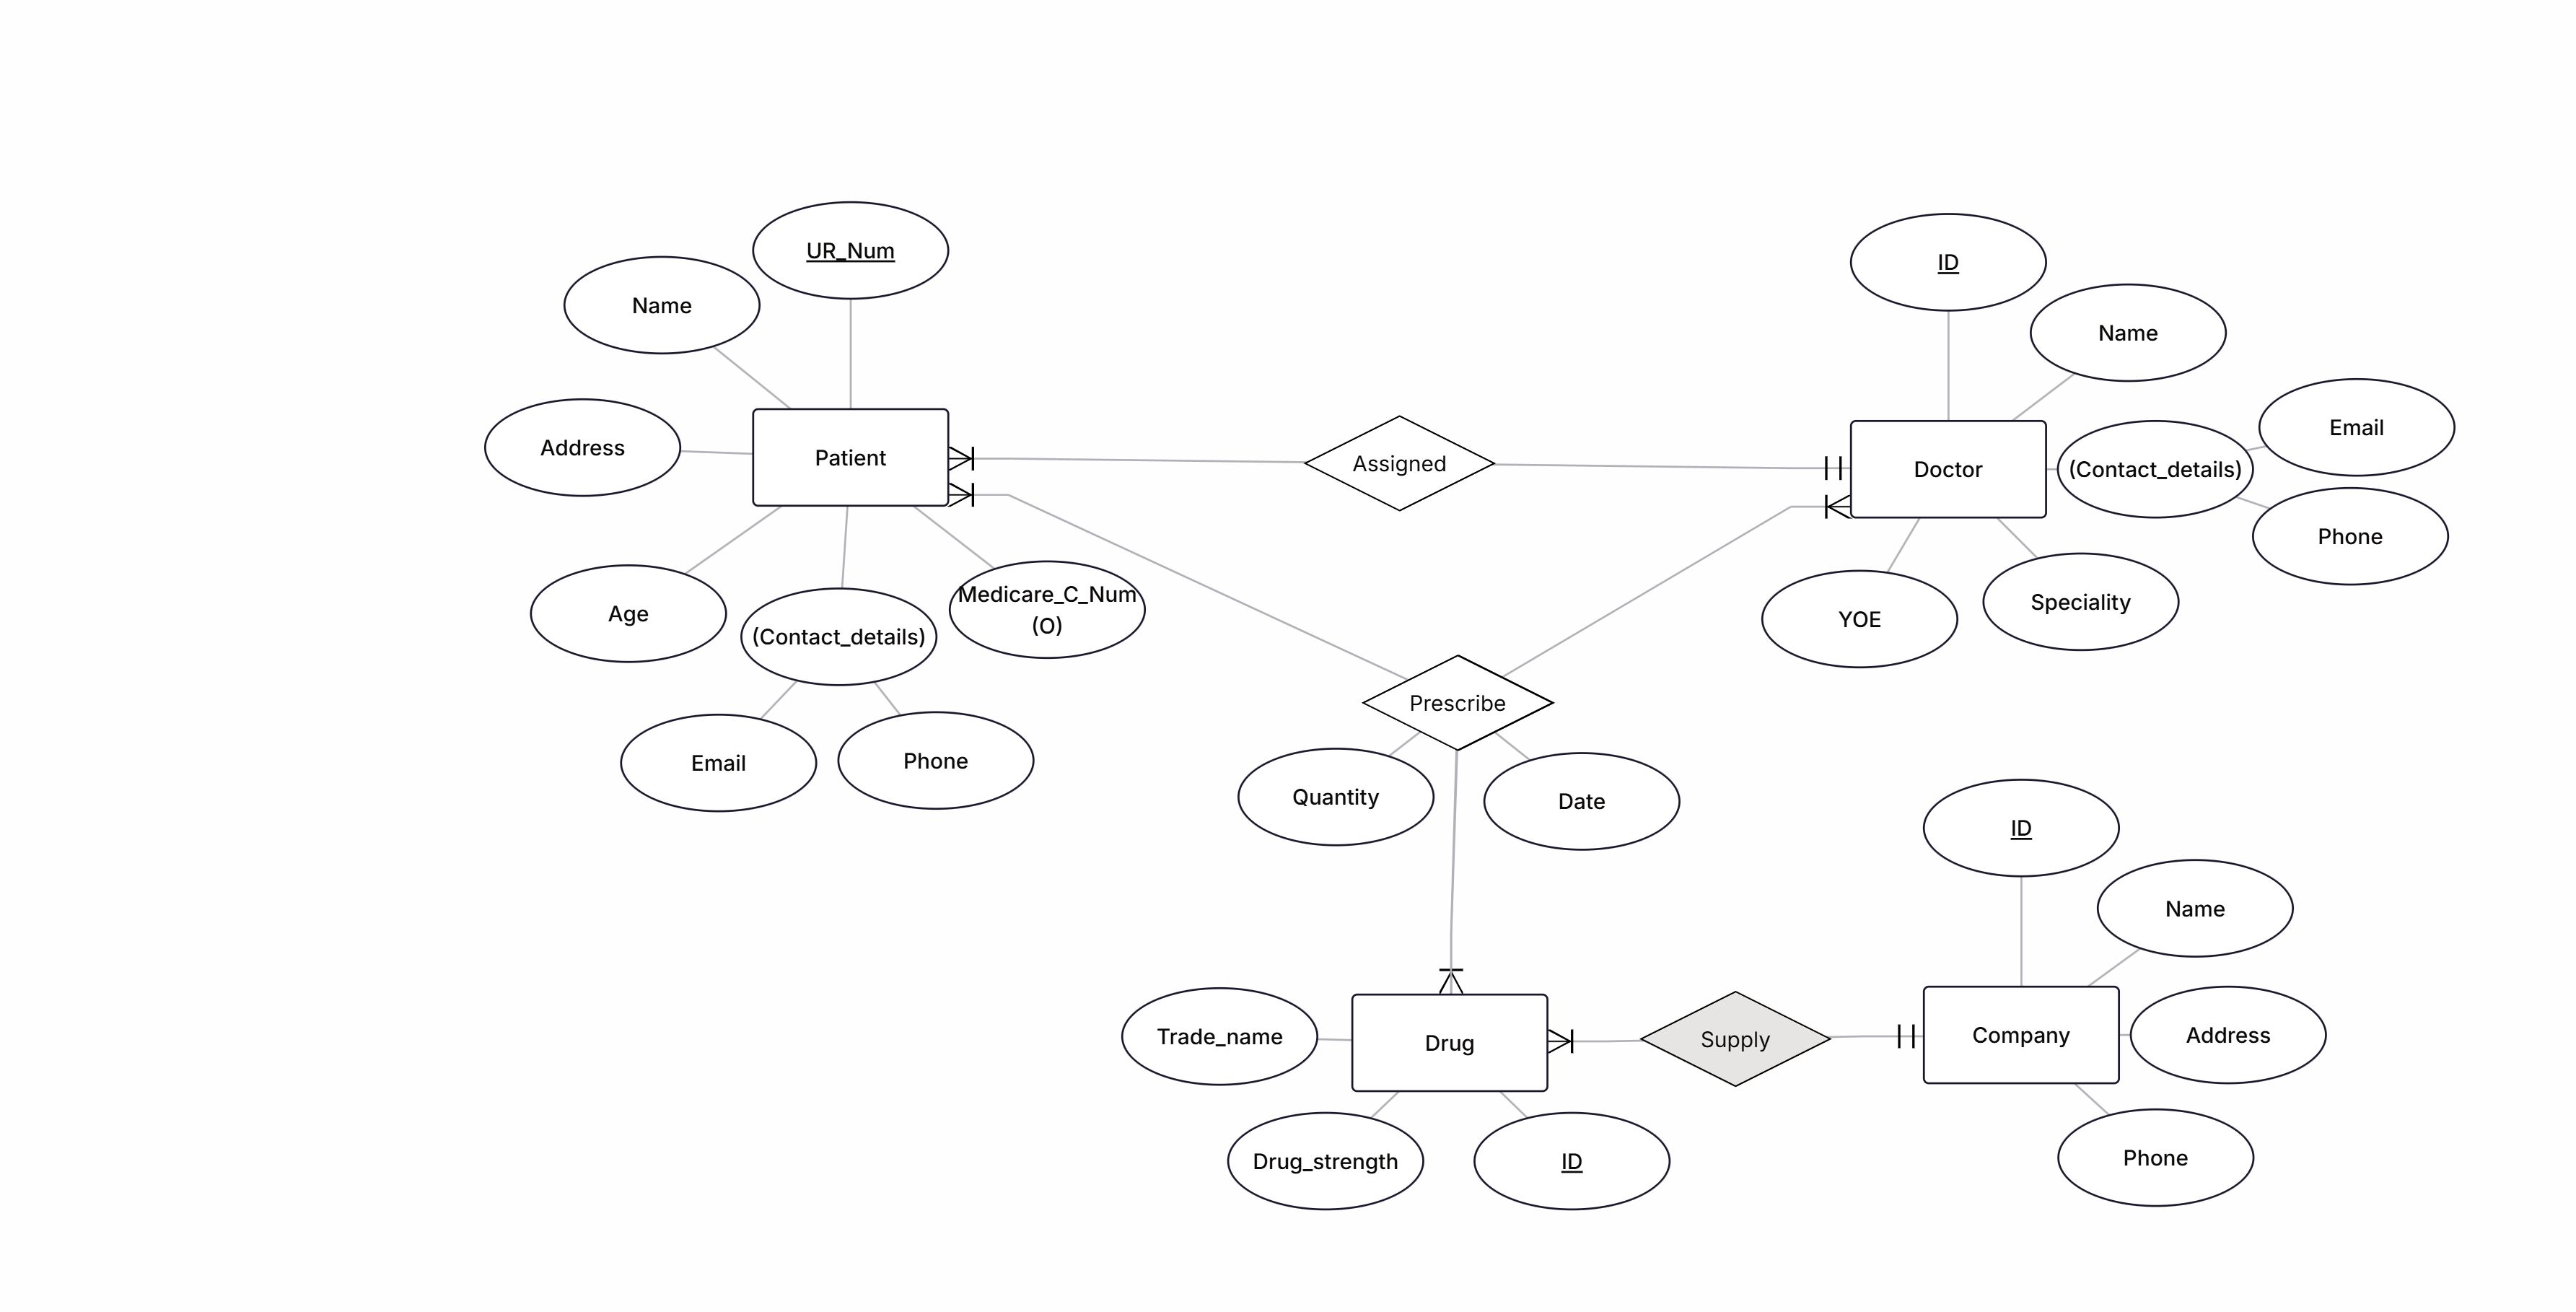 UR_Num
ID
Name
Name
Email
Address
Patient
Assigned
Doctor
(Contact_details)
Phone
Medicare_C_Num
(O)
Age
(Contact_details)
YOE
Speciality
Prescribe
Email
Phone
Quantity
Date
ID
Name
Trade_name
Drug
Supply
Company
Address
Drug_strength
ID
Phone